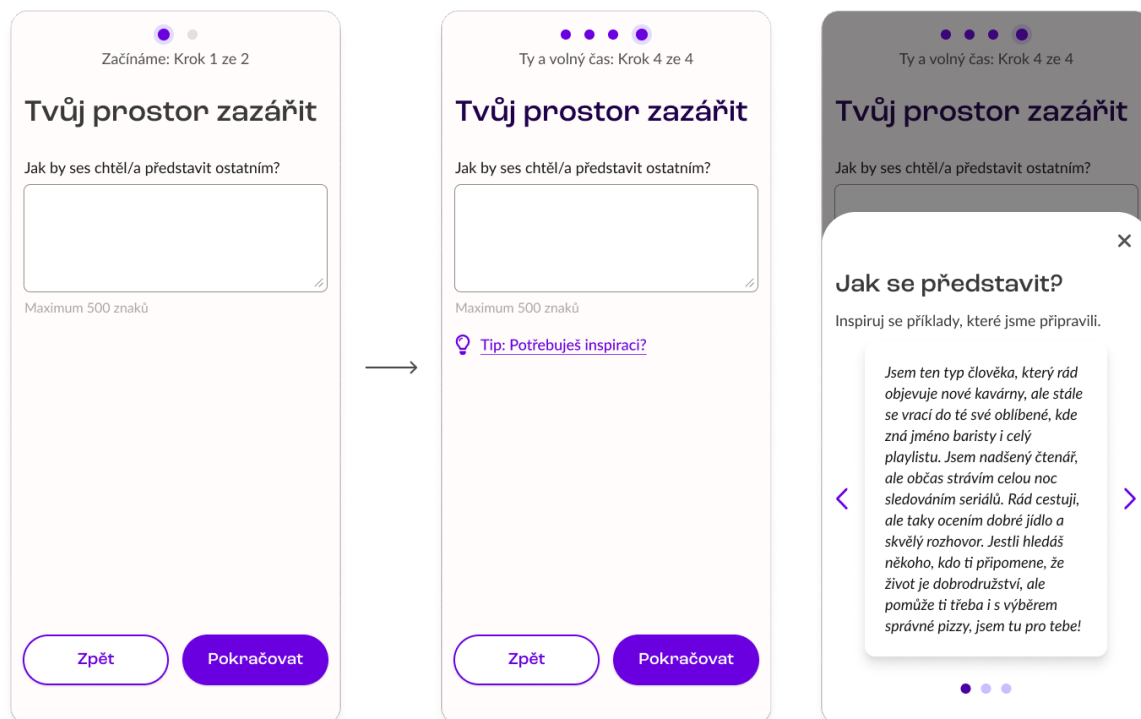 Začínáme: Krok 1 ze 2
Tvůj prostor zazářit
Jak by ses chtěl/a představit ostatním?
Maximum 500 znaků
Zpět
Pokračovat
Ty a volný čas: Krok 4 ze 4
Tvůj prostor zazářit
Jak by ses chtěl/a představit ostatním?
Maximum 500 znaků
Tip: Potřebuješ inspiraci?
Zpět
Pokračovat
Ty a volný čas: Krok 4 ze 4
Tvůj prostor zazářit
Jak by ses chtěl/a představit ostatním?
Jak se představit?
Inspiruj se příklady, které jsme připravili.
Jsem ten typ člověka, který rád
objevuje nové kavárny, ale stále
se vrací do té své oblíbené, kde
zná jméno baristy i celý
playlistu. Jsem nadšený čtenář,
ale občas strávím celou noc
sledováním seriálů. Rád cestuji,
ale taky ocením dobré jídlo a
skvělý rozhovor. Jestli hledáš
někoho, kdo ti připomene, že
život je dobrodružství, ale
pomůže ti třeba i s výběrem
správné pizzy, jsem tu pro tebe!